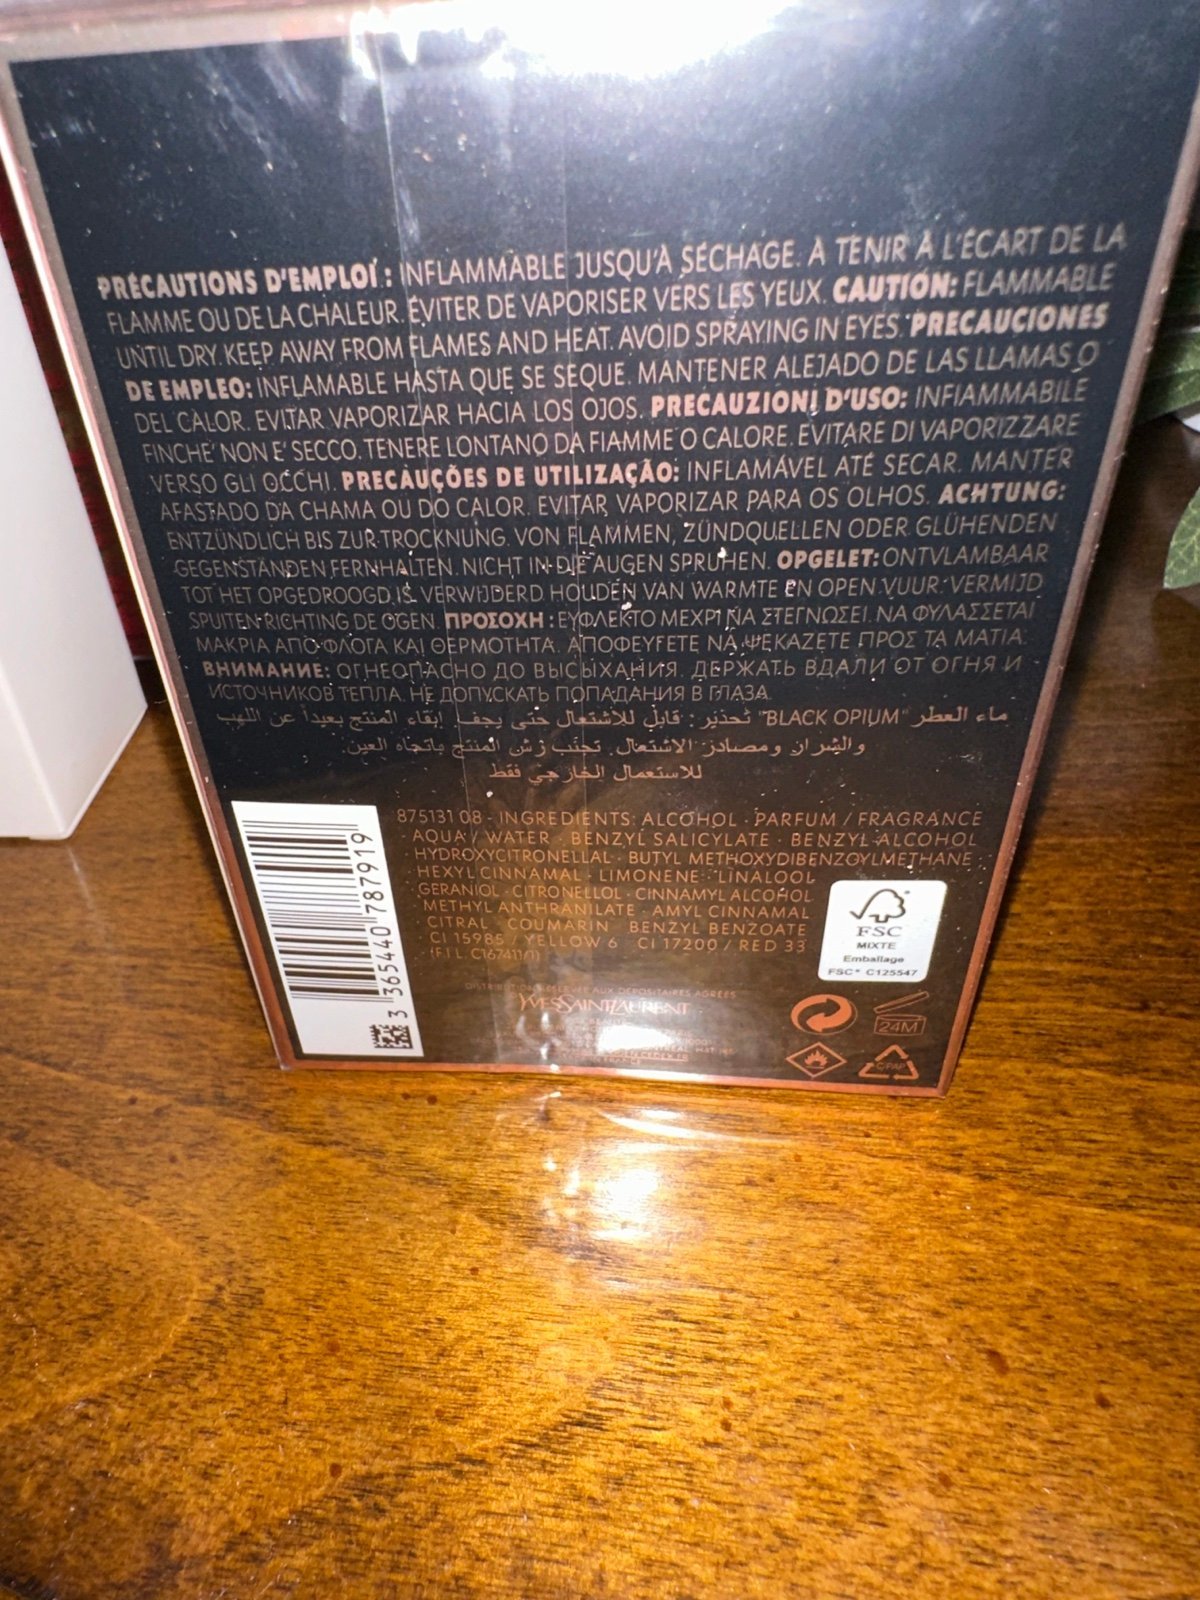 PRÉCAUTIONS D'EMPLOI : INFLAMMABLE JUSQU'À SÉCHAGE. À TENIR À L'ÉCART DE LA
FLAMME OU DE LA CHALEUR. ÉVITER DE VAPORISER VERS LES YEUX. CAUTION: FLAMMABLE
UNTIL DRY. KEEP AWAY FROM FLAMES AND HEAT. AVOID SPRAYING IN EYES. PRECAUCIONES
DE EMPLEO: INFLAMABLE HASTA QUE SE SEQUE. MANTENER ALEJADO DE LAS LLAMAS O
DEL CALOR. EVITAR VAPORIZAR HACIA LOS OJOS. PRECAUZIONI D'USO: INFIAMMABILE
FINCHE' NON E' SECCO. TENERE LONTANO DA FIAMME O CALORE. EVITARE DI VAPORIZZARE
VERSO GLI OCCHI. PRECAUÇÕES DE UTILIZAÇÃO: INFLAMÁVEL ATÉ SECAR. MANTER
AFASTADO DA CHAMA OU DO CALOR. EVITAR VAPORIZAR PARA OS OLHOS. ACHTUNG:
ENTZÜNDLICH BIS ZUR TROCKNUNG. VON FLAMMEN, ZÜNDQUELLEN ODER GLÜHENDEN
GEGENSTÄNDEN FERNHALTEN. NICHT IN DIE AUGEN SPRÜHEN. OPGELET: ONTVLAMBAAR
TOT HET OPGEDROOGD IS. VERWIJDERD HOUDEN VAN WARMTE EN OPEN VUUR. VERMIJD
SPUITEN RICHTING DE OGEN. ΠΡΟΣΟΧΗ : ΕΥΦΛΕΚΤΟ ΜΕΧΡΙ ΝΑ ΣΤΕΓΝΩΣΕΙ. ΝΑ ΦΥΛΑΣΣΕΤΑΙ
ΜΑΚΡΙΑ ΑΠΟ ΦΛΟΓΑ ΚΑΙ ΘΕΡΜΟΤΗΤΑ. ΑΠΟΦΕΥΓΕΤΕ ΝΑ ΨΕΚΑΖΕΤΕ ΠΡΟΣ ΤΑ ΜΑΤΙΑ.
ВНИМАНИЕ: ОГНЕОПАСНО ДО ВЫСЫХАНИЯ. ДЕРЖАТЬ ВДАЛИ ОТ ОГНЯ И
ИСТОЧНИКОВ ТЕПЛА. НЕ ДОПУСКАТЬ ПОПАДАНИЯ В ГЛАЗА.
ماء العطر "BLACK OPIUM" تحذير : قابل للاشتعال حتى يجف. إبقاء المنتج بعيداً عن اللهب
والشرار ومصادر الاشتعال. تجنب رش المنتج باتجاه العين.
للاستعمال الخارجي فقط
875131 08 - INGREDIENTS: ALCOHOL · PARFUM / FRAGRANCE
AQUA / WATER · BENZYL SALICYLATE · BENZYL ALCOHOL
HYDROXYCITRONELLAL · BUTYL METHOXYDIBENZOYLMETHANE
HEXYL CINNAMAL · LIMONENE · LINALOOL
GERANIOL · CITRONELLOL · CINNAMYL ALCOHOL
METHYL ANTHRANILATE · AMYL CINNAMAL
CITRAL · COUMARIN · BENZYL BENZOATE
CI 15985 / YELLOW 6 CI 17200 / RED 33
(F.I.L. C167411/1)
3 365440 787919
FSC
MIXTE
Emballage
FSC® C125547
DISTRIBUTION RÉSERVÉE AUX DÉPOSITAIRES AGRÉÉS
YVESSAINTLAURENT
24M
C/PAP